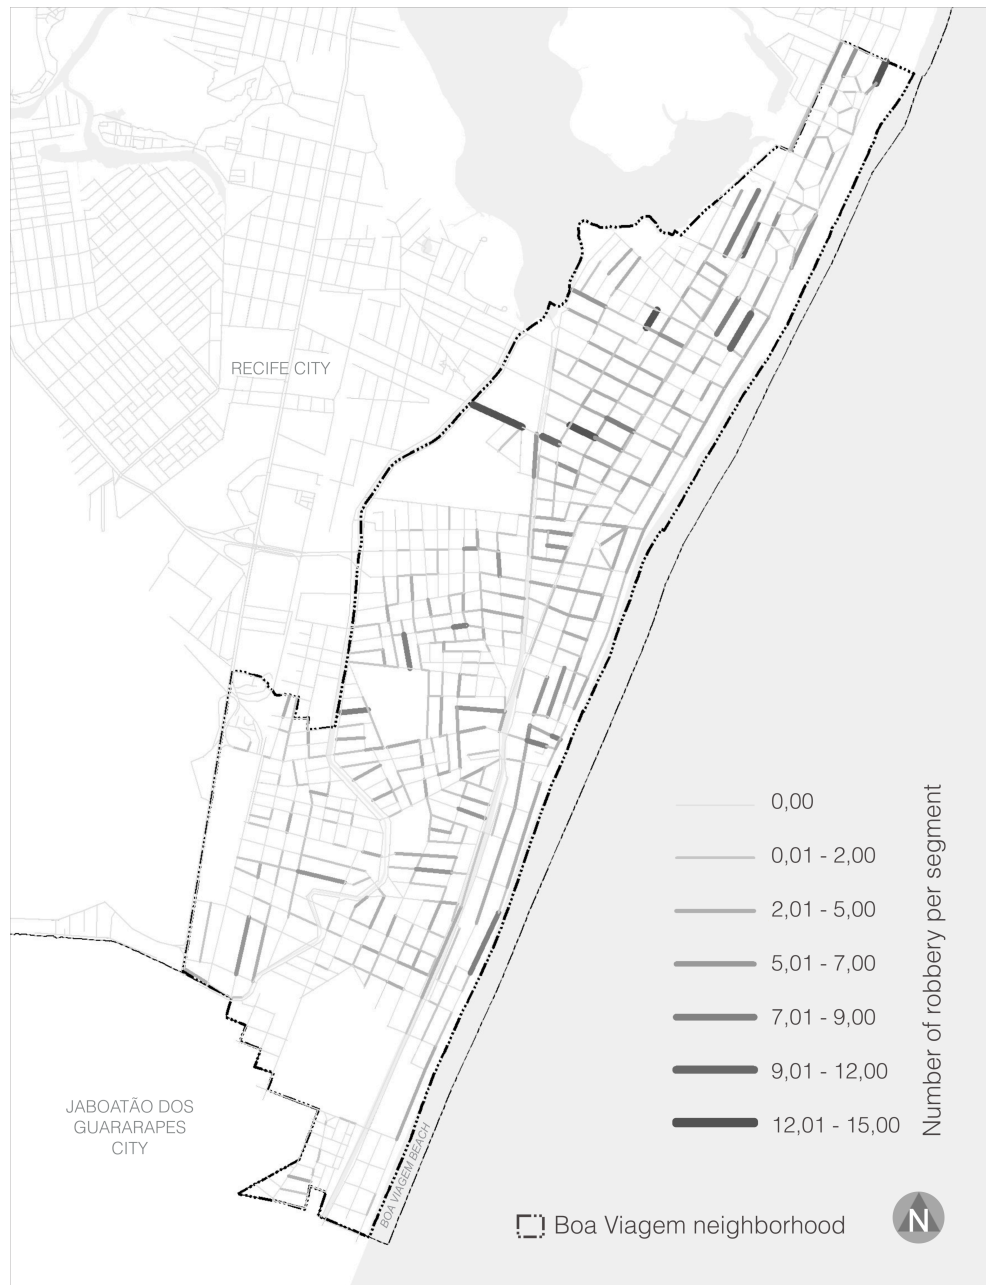 RECIFE CITY
0,00
0,01 - 2,00
2,01 - 5,00
5,01 - 7,00
7,01 - 9,00
9,01 - 12,00
12,01 - 15,00
Number of robbery per segment
JABOATÃO DOS
GUARARAPES
CITY
BOA VIAGEM BEACH
Boa Viagem neighborhood
N